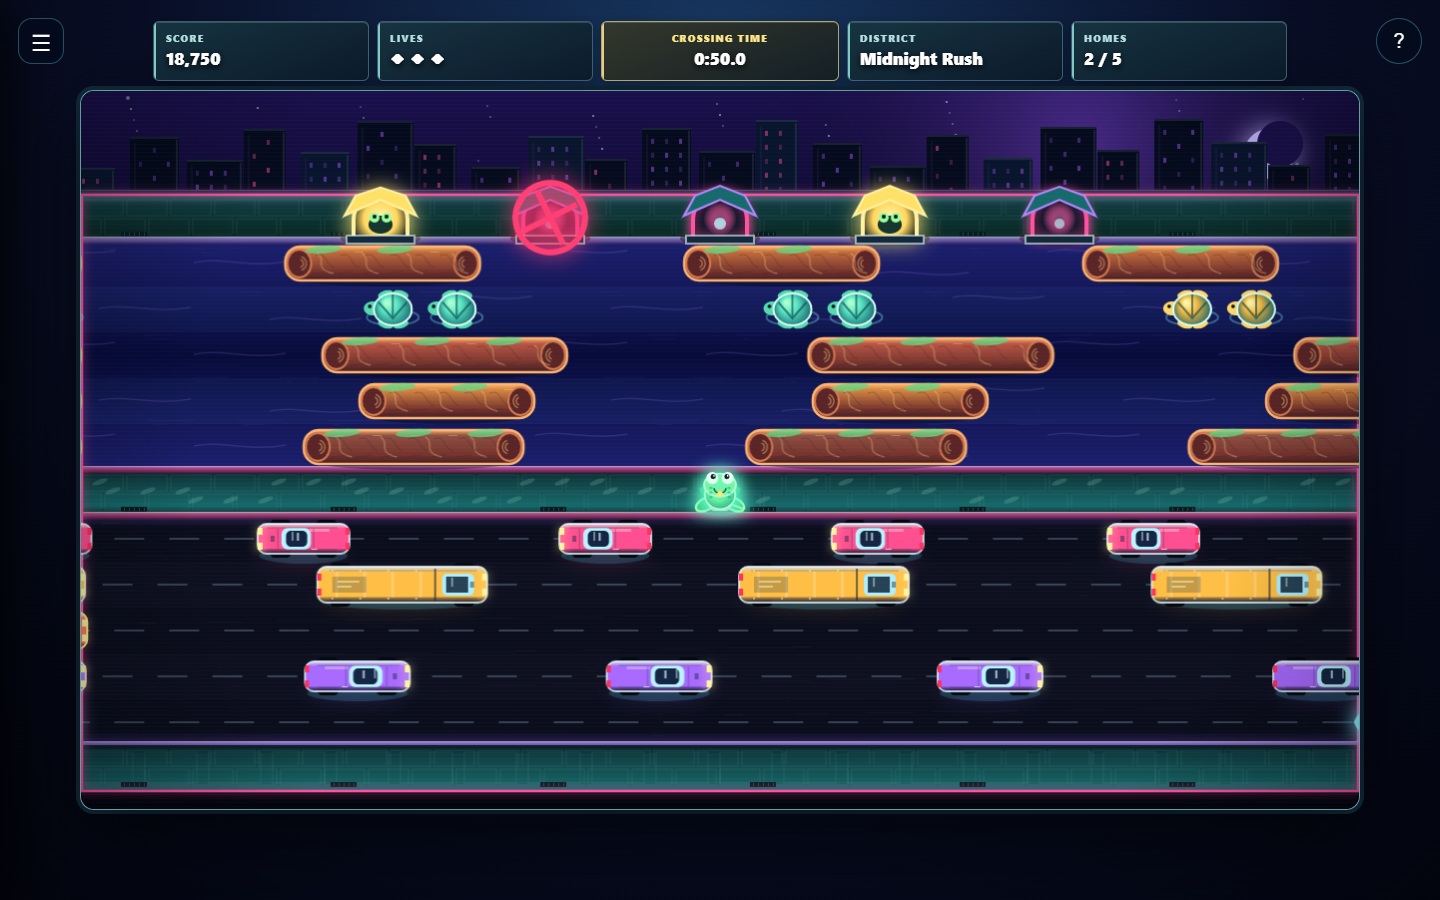 ☰
SCORE
18,750
LIVES
CROSSING TIME
0:50.0
DISTRICT
Midnight Rush
HOMES
2 / 5
?